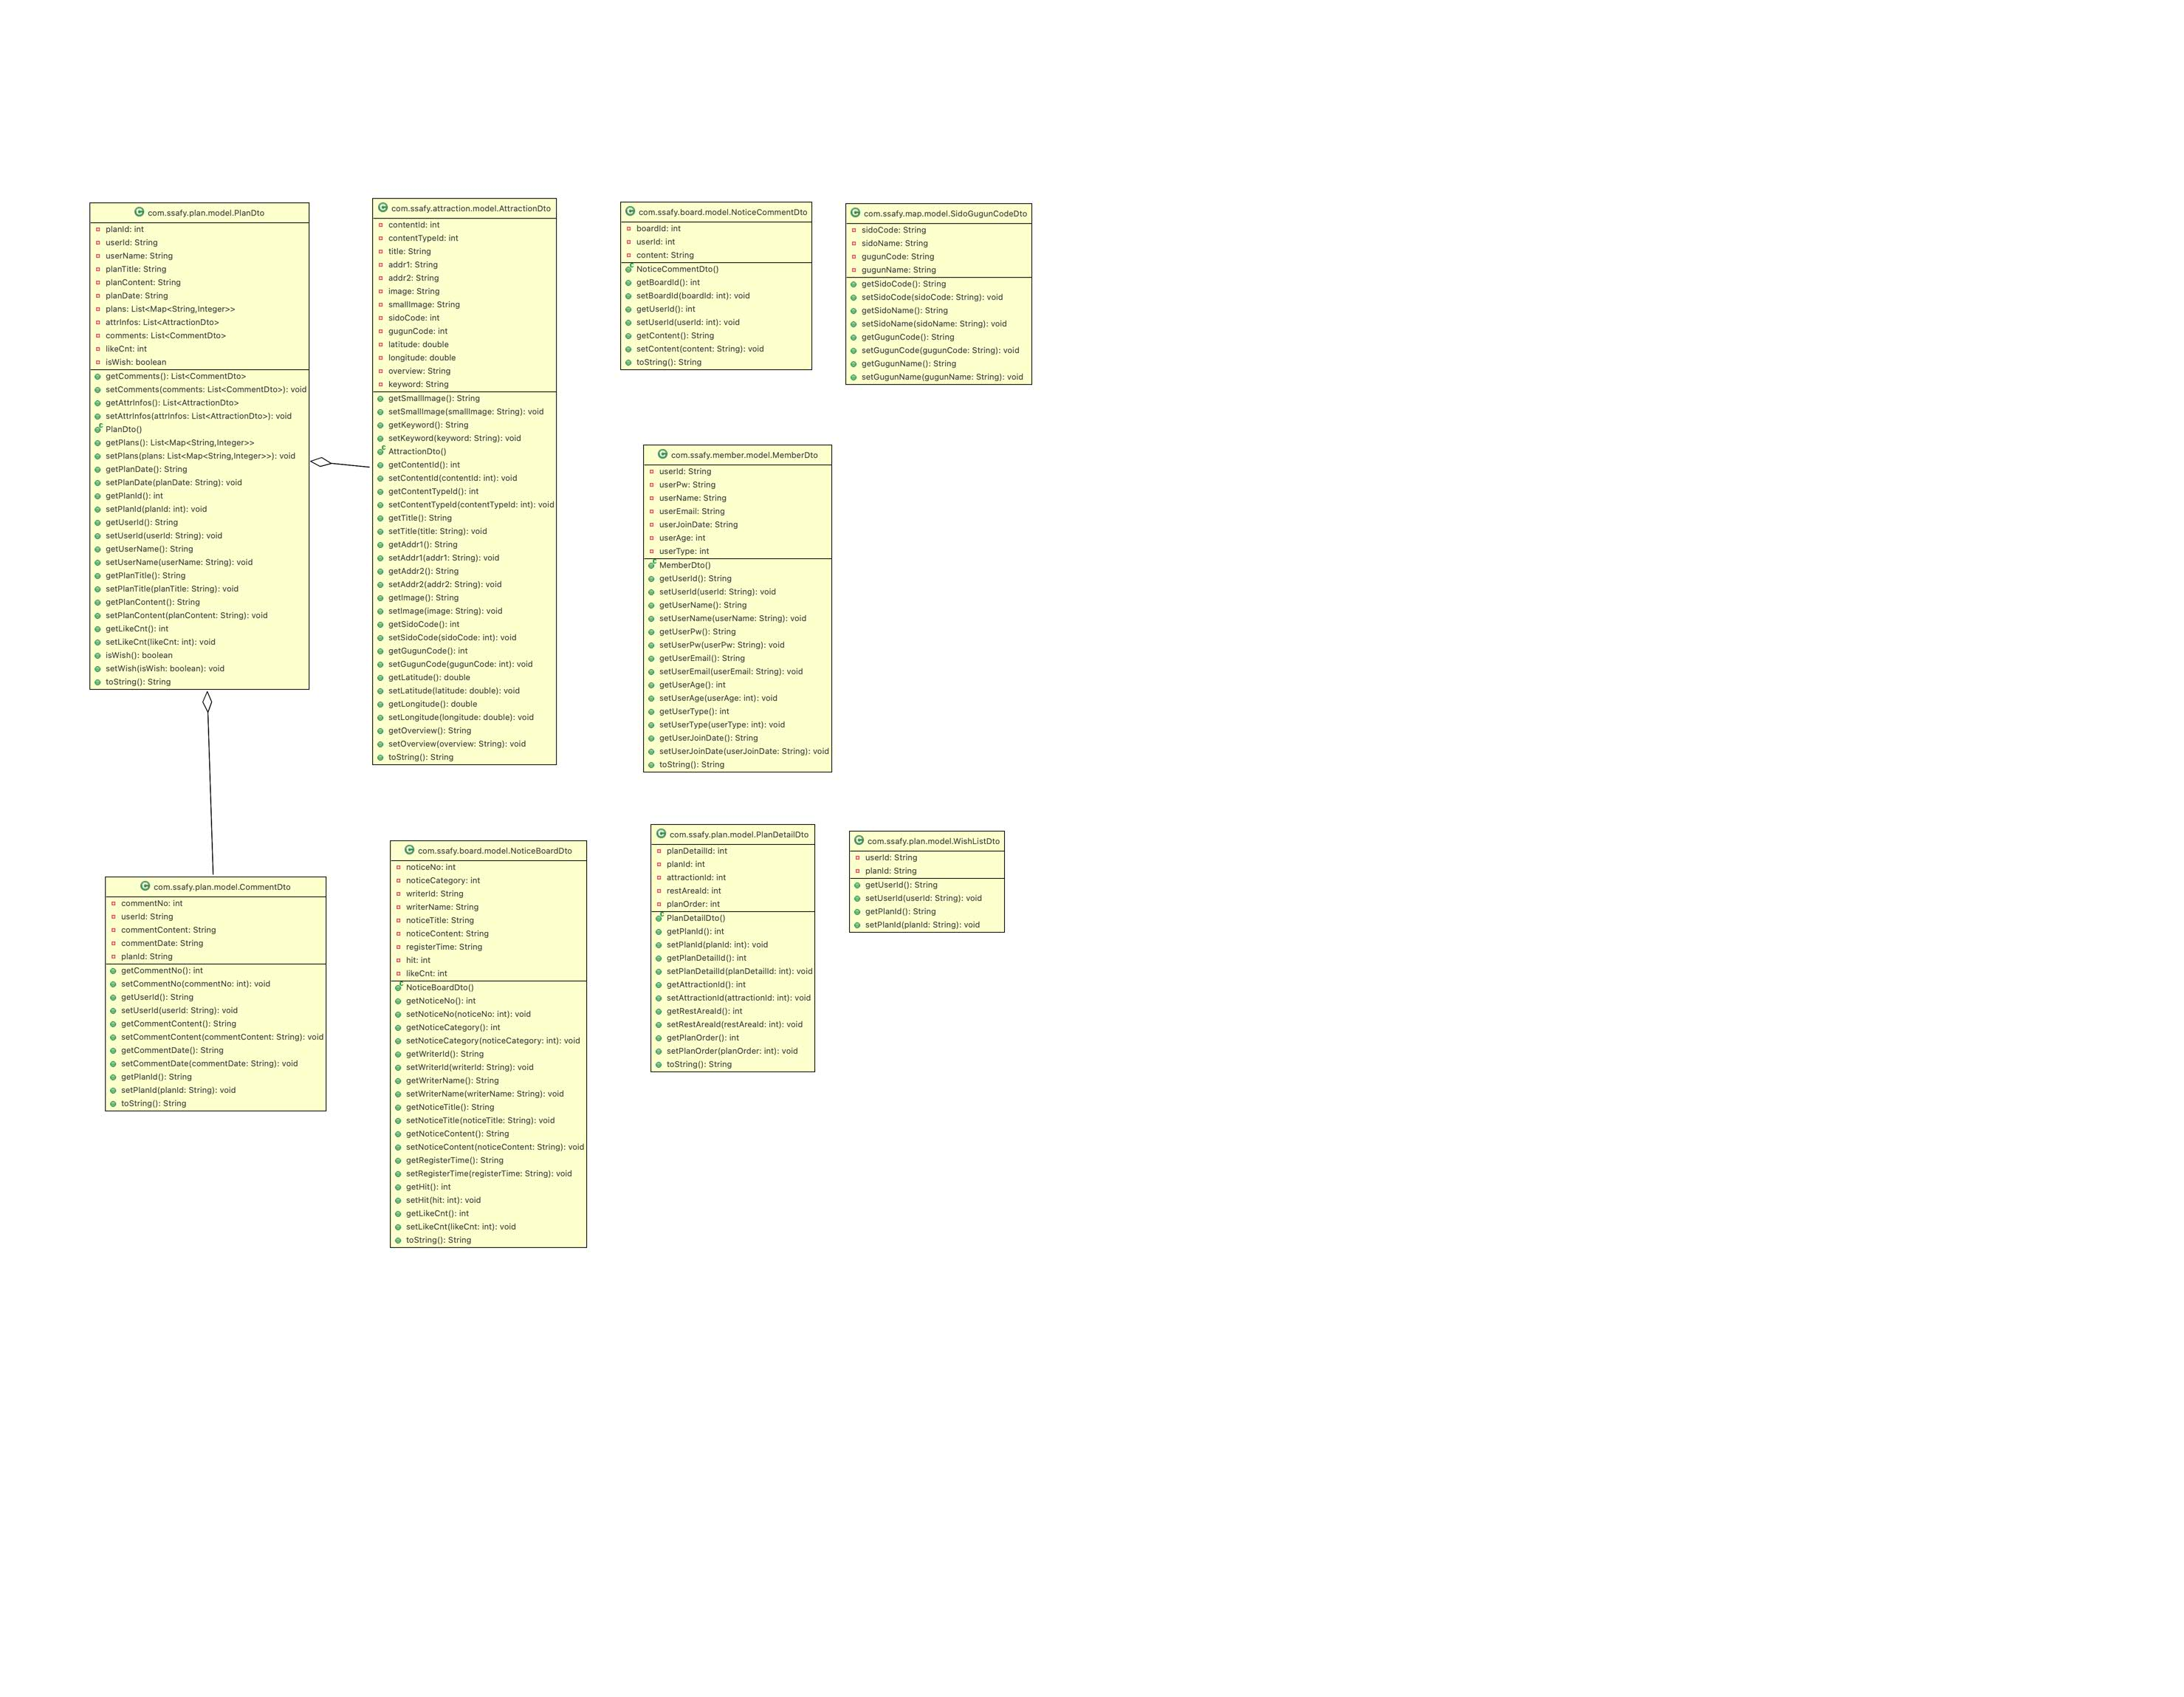 com.ssafy.plan.model.PlanDto
planId: int
userId: String
userName: String
planTitle: String
planContent: String
planDate: String
plans: List<Map<String,Integer>>
attrInfos: List<AttractionDto>
comments: List<CommentDto>
likeCnt: int
isWish: boolean
getComments(): List<CommentDto>
setComments(comments: List<CommentDto>): void
getAttrInfos(): List<AttractionDto>
setAttrInfos(attrInfos: List<AttractionDto>): void
PlanDto()
getPlans(): List<Map<String,Integer>>
setPlans(plans: List<Map<String,Integer>>): void
getPlanDate(): String
setPlanDate(planDate: String): void
getPlanId(): int
setPlanId(planId: int): void
getUserId(): String
setUserId(userId: String): void
getUserName(): String
setUserName(userName: String): void
getPlanTitle(): String
setPlanTitle(planTitle: String): void
getPlanContent(): String
setPlanContent(planContent: String): void
getLikeCnt(): int
setLikeCnt(likeCnt: int): void
isWish(): boolean
setWish(isWish: boolean): void
toString(): String
com.ssafy.attraction.model.AttractionDto
contentId: int
contentTypeId: int
title: String
addr1: String
addr2: String
image: String
smallImage: String
sidoCode: int
gugunCode: int
latitude: double
longitude: double
overview: String
keyword: String
getSmallImage(): String
setSmallImage(smallImage: String): void
getKeyword(): String
setKeyword(keyword: String): void
AttractionDto()
getContentId(): int
setContentId(contentId: int): void
getContentTypeId(): int
setContentTypeId(contentTypeId: int): void
getTitle(): String
setTitle(title: String): void
getAddr1(): String
setAddr1(addr1: String): void
getAddr2(): String
setAddr2(addr2: String): void
getImage(): String
setImage(image: String): void
getSidoCode(): int
setSidoCode(sidoCode: int): void
getGugunCode(): int
setGugunCode(gugunCode: int): void
getLatitude(): double
setLatitude(latitude: double): void
getLongitude(): double
setLongitude(longitude: double): void
getOverview(): String
setOverview(overview: String): void
toString(): String
com.ssafy.board.model.NoticeCommentDto
boardId: int
userId: int
content: String
NoticeCommentDto()
getBoardId(): int
setBoardId(boardId: int): void
getUserId(): int
setUserId(userId: int): void
getContent(): String
setContent(content: String): void
toString(): String
com.ssafy.map.model.SidoGugunCodeDto
sidoCode: String
sidoName: String
gugunCode: String
gugunName: String
getSidoCode(): String
setSidoCode(sidoCode: String): void
getSidoName(): String
setSidoName(sidoName: String): void
getGugunCode(): String
setGugunCode(gugunCode: String): void
getGugunName(): String
setGugunName(gugunName: String): void
com.ssafy.member.model.MemberDto
userId: String
userPw: String
userName: String
userEmail: String
userJoinDate: String
userAge: int
userType: int
MemberDto()
getUserId(): String
setUserId(userId: String): void
getUserName(): String
setUserName(userName: String): void
getUserPw(): String
setUserPw(userPw: String): void
getUserEmail(): String
setUserEmail(userEmail: String): void
getUserAge(): int
setUserAge(userAge: int): void
getUserType(): int
setUserType(userType: int): void
getUserJoinDate(): String
setUserJoinDate(userJoinDate: String): void
toString(): String
com.ssafy.plan.model.CommentDto
commentNo: int
userId: String
commentContent: String
commentDate: String
planId: String
getCommentNo(): int
setCommentNo(commentNo: int): void
getUserId(): String
setUserId(userId: String): void
getCommentContent(): String
setCommentContent(commentContent: String): void
getCommentDate(): String
setCommentDate(commentDate: String): void
getPlanId(): String
setPlanId(planId: String): void
toString(): String
com.ssafy.board.model.NoticeBoardDto
noticeNo: int
noticeCategory: int
writerId: String
writerName: String
noticeTitle: String
noticeContent: String
registerTime: String
hit: int
likeCnt: int
NoticeBoardDto()
getNoticeNo(): int
setNoticeNo(noticeNo: int): void
getNoticeCategory(): int
setNoticeCategory(noticeCategory: int): void
getWriterId(): String
setWriterId(writerId: String): void
getWriterName(): String
setWriterName(writerName: String): void
getNoticeTitle(): String
setNoticeTitle(noticeTitle: String): void
getNoticeContent(): String
setNoticeContent(noticeContent: String): void
getRegisterTime(): String
setRegisterTime(registerTime: String): void
getHit(): int
setHit(hit: int): void
getLikeCnt(): int
setLikeCnt(likeCnt: int): void
toString(): String
com.ssafy.plan.model.PlanDetailDto
planDetailId: int
planId: int
attractionId: int
restAreaId: int
planOrder: int
PlanDetailDto()
getPlanId(): int
setPlanId(planId: int): void
getPlanDetailId(): int
setPlanDetailId(planDetailId: int): void
getAttractionId(): int
setAttractionId(attractionId: int): void
getRestAreaId(): int
setRestAreaId(restAreaId: int): void
getPlanOrder(): int
setPlanOrder(planOrder: int): void
toString(): String
com.ssafy.plan.model.WishListDto
userId: String
planId: String
getUserId(): String
setUserId(userId: String): void
getPlanId(): String
setPlanId(planId: String): void